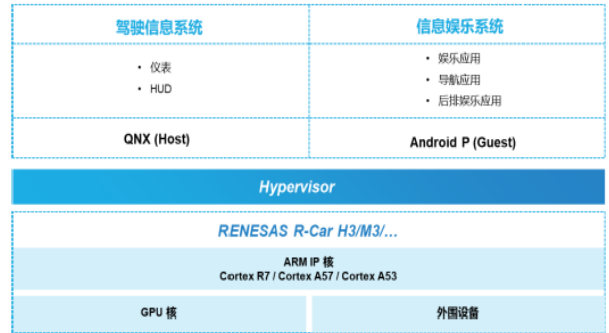 驾驶信息系统
• 仪表
• HUD
QNX (Host)
信息娱乐系统
• 娱乐应用
• 导航应用
• 后排娱乐应用
Android P (Guest)
Hypervisor
RENESAS R-Car H3/M3/…
ARM IP 核
Cortex R7 / Cortex A57 / Cortex A53
GPU 核
外围设备